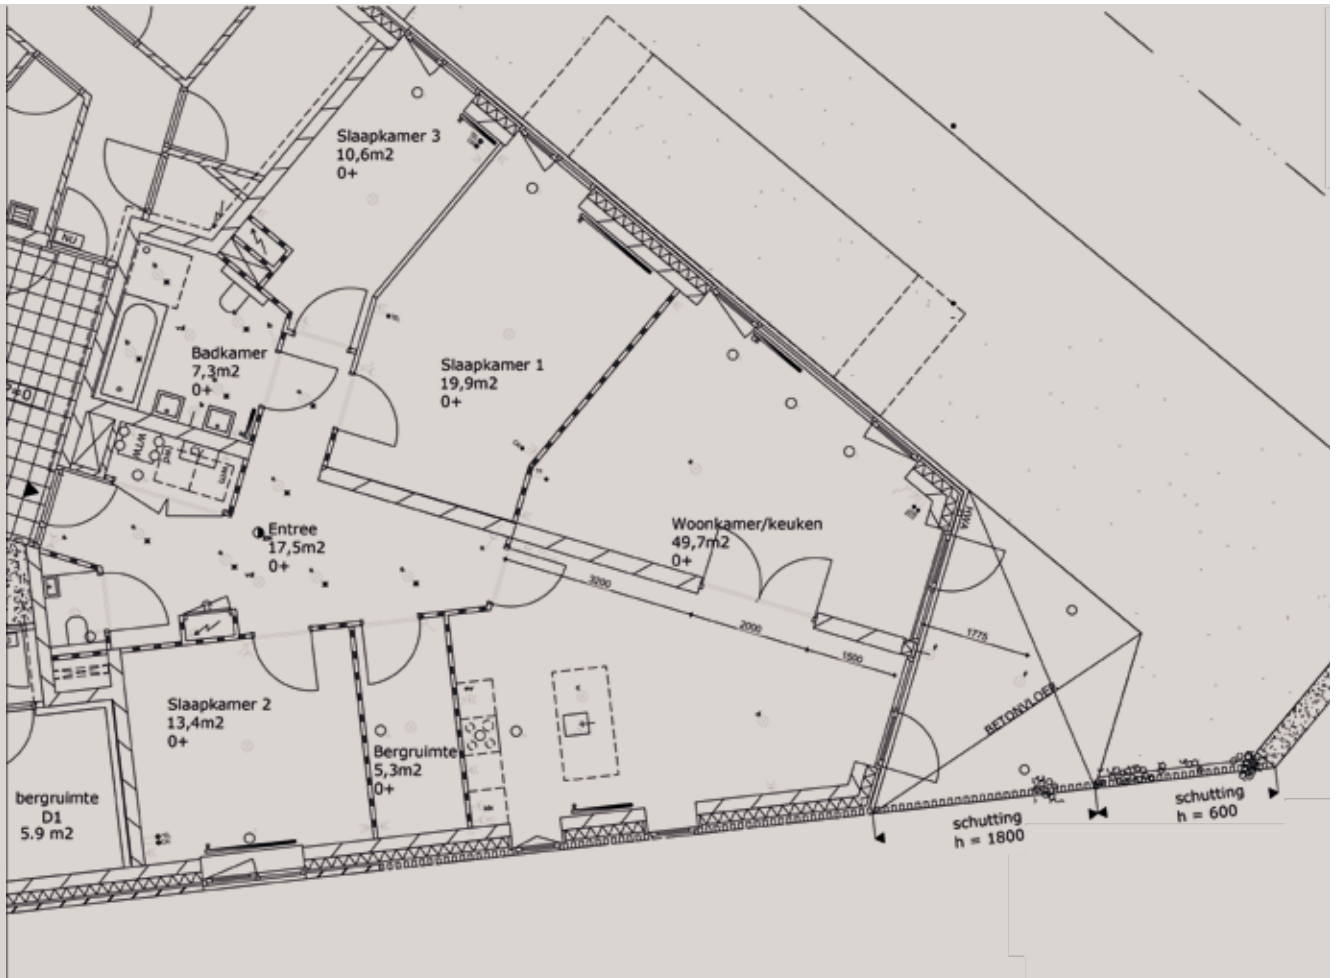 Slaapkamer 3
10,6m2
0+
NU
Badkamer
7,3m2
0+
Slaapkamer 1
19,9m2
0+
WTW
Entree
17,5m2
0+
Woonkamer/keuken
49,7m2
0+
3200
2000
1500
1775
BETONVLOER
Slaapkamer 2
13,4m2
0+
Bergruimte
5,3m2
0+
bergruimte
D1
5.9 m2
schutting
h = 1800
schutting
h = 600